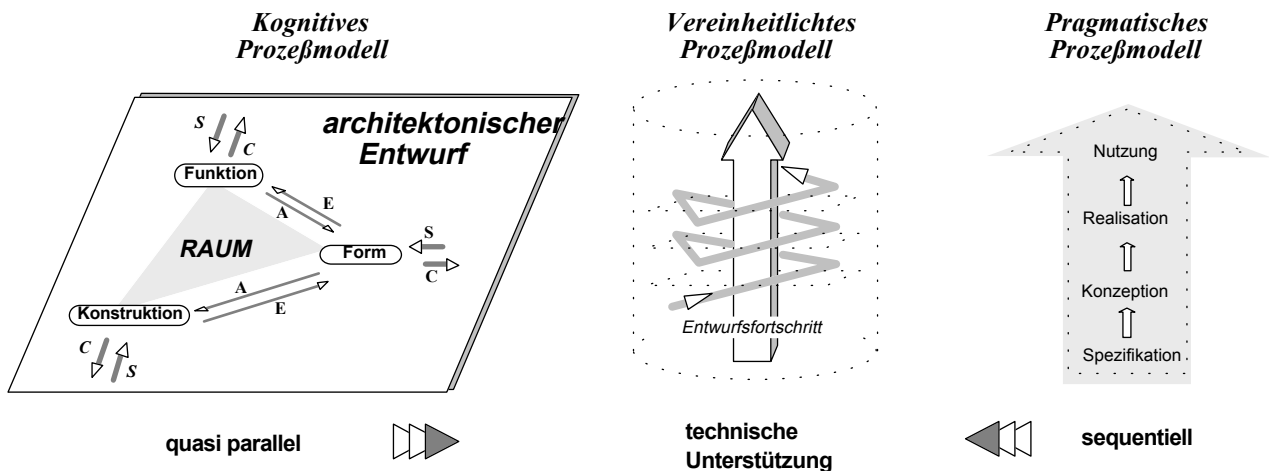 Kognitives
Prozeßmodell
architektonischer
Entwurf
S
C
Funktion
E
A
RAUM
Form
S
C
A
E
Konstruktion
C
S
quasi parallel
Vereinheitlichtes
Prozeßmodell
Entwurfsfortschritt
technische
Unterstützung
Pragmatisches
Prozeßmodell
Nutzung
Realisation
Konzeption
Spezifikation
sequentiell